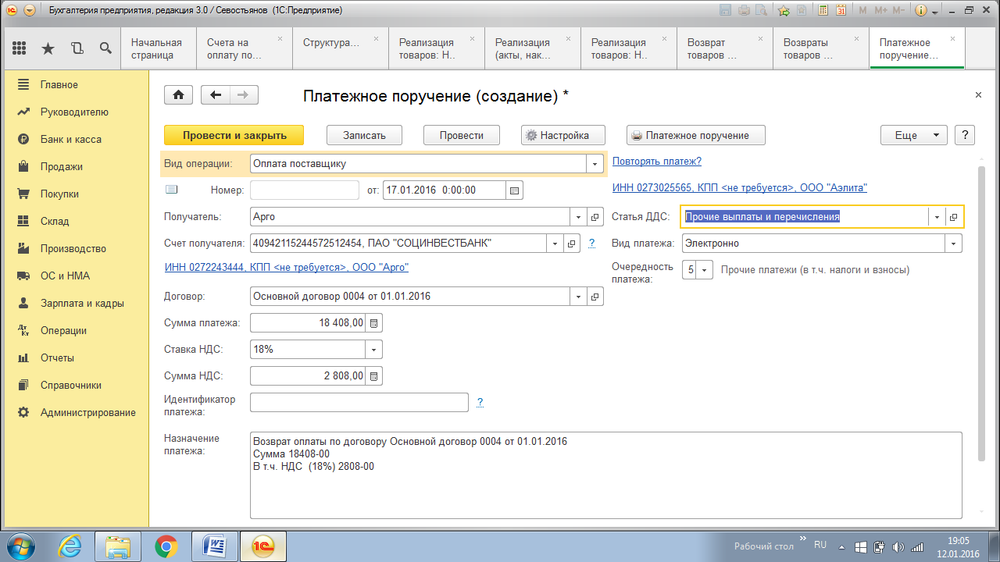 Бухгалтерия предприятия, редакция 3.0 / Севостьянов (1С:Предприятие)
M M+ M-
Начальная страница
Счета на оплату по...
Структура...
Реализация товаров: Н..
Реализация (акты, нак...
Реализация товаров: Н..
Возврат товаров ...
Возвраты товаров ...
Платежное поручение...
Главное
Руководителю
Банк и касса
Продажи
Покупки
Склад
Производство
ОС и НМА
Зарплата и кадры
Операции
Отчеты
Справочники
Администрирование
Платежное поручение (создание) *
Провести и закрыть
Записать
Провести
Настройка
Платежное поручение
Еще
?
Вид операции: Оплата поставщику
Повторять платеж?
Номер: от: 17.01.2016 0:00:00
ИНН 0273025565, КПП <не требуется>, ООО "Аэлита"
Получатель: Арго
Статья ДДС: Прочие выплаты и перечисления
Счет получателя: 40942115244572512454, ПАО "СОЦИНВЕСТБАНК" ?
Вид платежа: Электронно
ИНН 0272243444, КПП <не требуется>, ООО "Арго"
Очередность
платежа: 5 Прочие платежи (в т.ч. налоги и взносы)
Договор: Основной договор 0004 от 01.01.2016
Сумма платежа: 18 408,00
Ставка НДС: 18%
Сумма НДС: 2 808,00
Идентификатор
платежа: ?
Назначение
платежа:
Возврат оплаты по договору Основной договор 0004 от 01.01.2016
Сумма 18408-00
В т.ч. НДС (18%) 2808-00
Рабочий стол » RU
19:05
12.01.2016